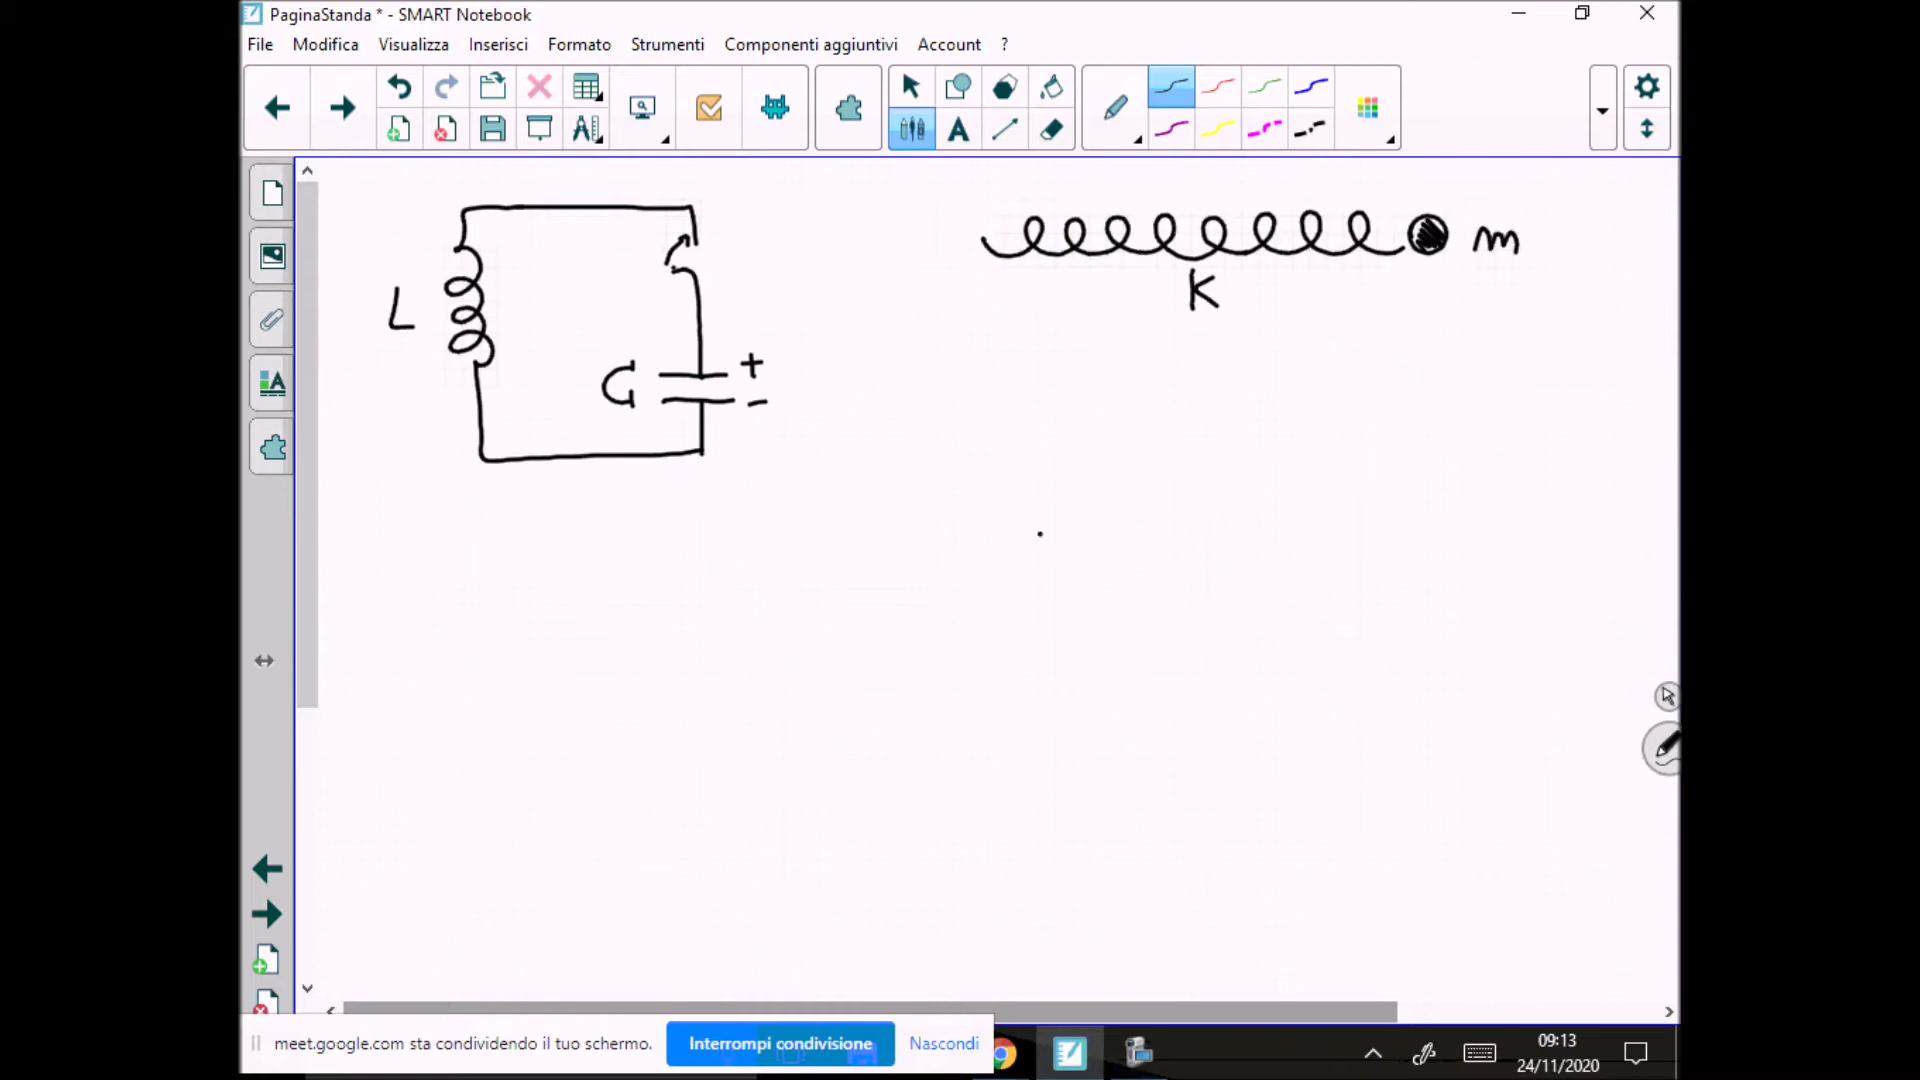 PaginaStanda * - SMART Notebook
File Modifica Visualizza Inserisci Formato Strumenti Componenti aggiuntivi Account ?
m
K
L
C +
-
meet.google.com sta condividendo il tuo schermo. Interrompi condivisione Nascondi
09:13
24/11/2020